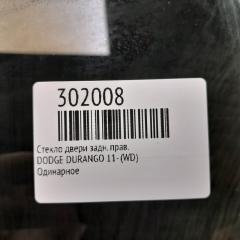 302008
Стекло двери задн. прав.
DODGE DURANGO 11- (WD)
Одинарное